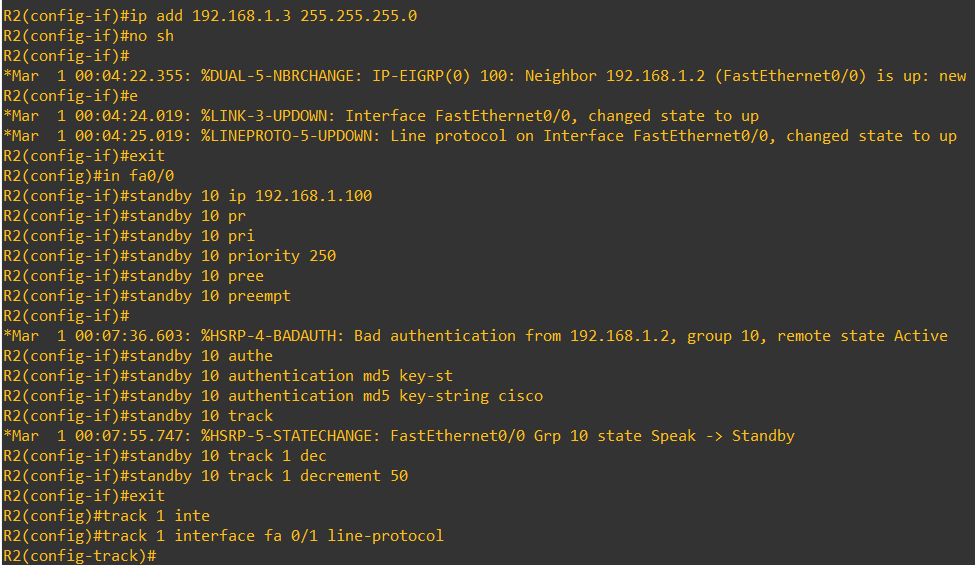 R2(config-if)#ip add 192.168.1.3 255.255.255.0
R2(config-if)#no sh
R2(config-if)#
*Mar  1 00:04:22.355: %DUAL-5-NBRCHANGE: IP-EIGRP(0) 100: Neighbor 192.168.1.2 (FastEthernet0/0) is up: new
R2(config-if)#e
*Mar  1 00:04:24.019: %LINK-3-UPDOWN: Interface FastEthernet0/0, changed state to up
*Mar  1 00:04:25.019: %LINEPROTO-5-UPDOWN: Line protocol on Interface FastEthernet0/0, changed state to up
R2(config-if)#exit
R2(config)#in fa0/0
R2(config-if)#standby 10 ip 192.168.1.100
R2(config-if)#standby 10 pr
R2(config-if)#standby 10 pri
R2(config-if)#standby 10 priority 250
R2(config-if)#standby 10 pree
R2(config-if)#standby 10 preempt
R2(config-if)#
*Mar  1 00:07:36.603: %HSRP-4-BADAUTH: Bad authentication from 192.168.1.2, group 10, remote state Active
R2(config-if)#standby 10 authe
R2(config-if)#standby 10 authentication md5 key-st
R2(config-if)#standby 10 authentication md5 key-string cisco
R2(config-if)#standby 10 track
*Mar  1 00:07:55.747: %HSRP-5-STATECHANGE: FastEthernet0/0 Grp 10 state Speak -> Standby
R2(config-if)#standby 10 track 1 dec
R2(config-if)#standby 10 track 1 decrement 50
R2(config-if)#exit
R2(config)#track 1 inte
R2(config)#track 1 interface fa 0/1 line-protocol
R2(config-track)#